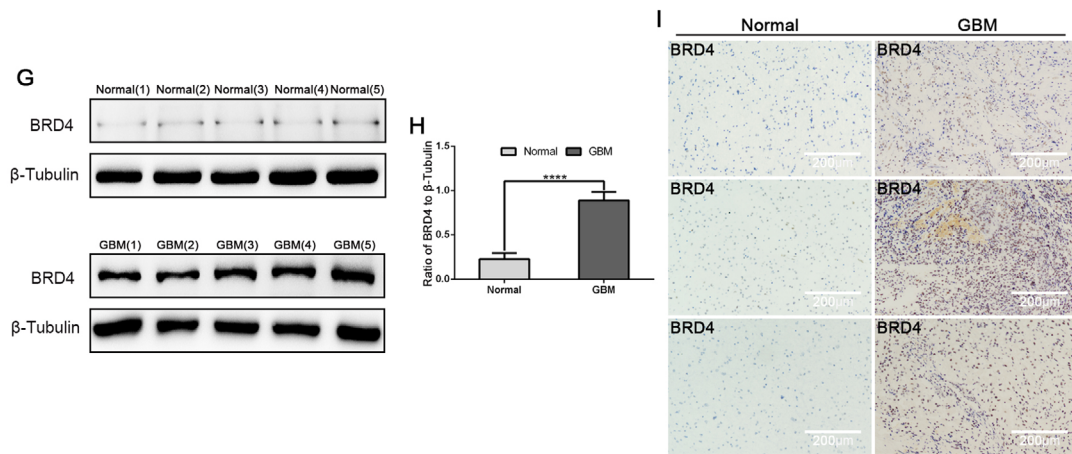 G
Normal(1) Normal(2) Normal(3) Normal(4) Normal(5)
BRD4
β-Tubulin
GBM(1) GBM(2) GBM(3) GBM(4) GBM(5)
BRD4
β-Tubulin
H
Ratio of BRD4 to β-Tubulin
1.5
1.0
0.5
0.0
Normal GBM
****
Normal GBM
I
Normal GBM
BRD4 BRD4
200μm 200μm
BRD4 BRD4
200μm 200μm
BRD4 BRD4
200μm 200μm